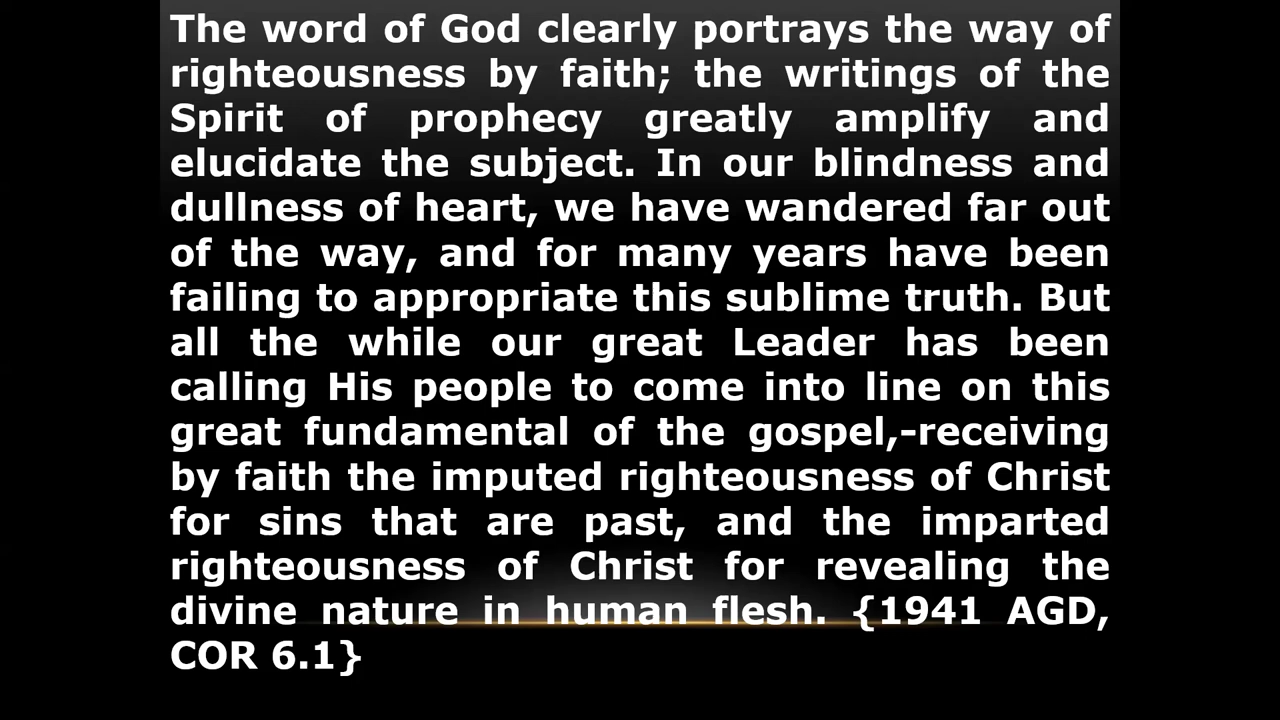 The word of God clearly portrays the way of
righteousness by faith; the writings of the
Spirit of prophecy greatly amplify and
elucidate the subject. In our blindness and
dullness of heart, we have wandered far out
of the way, and for many years have been
failing to appropriate this sublime truth. But
all the while our great Leader has been
calling His people to come into line on this
great fundamental of the gospel,-receiving
by faith the imputed righteousness of Christ
for sins that are past, and the imparted
righteousness of Christ for revealing the
divine nature in human flesh. {1941 AGD,
COR 6.1}